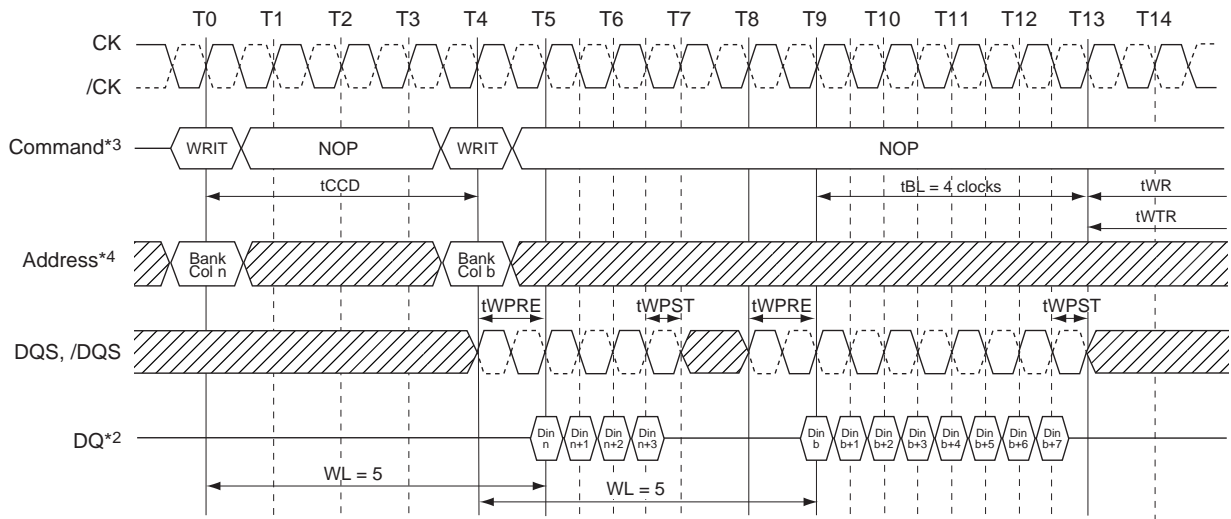 T0 T1 T2 T3 T4 T5 T6 T7 T8 T9 T10 T11 T12 T13 T14
CK
/CK
Command*3 WRIT NOP WRIT NOP
tCCD tBL = 4 clocks tWR
tWTR
Address*4 Bank Col n Bank Col b
tWPRE tWPST tWPRE tWPST
DQS, /DQS
DQ*2 Din n Din n+1 Din n+2 Din n+3 Din b Din b+1 Din b+2 Din b+3 Din b+4 Din b+5 Din b+6 Din b+7
WL = 5
WL = 5